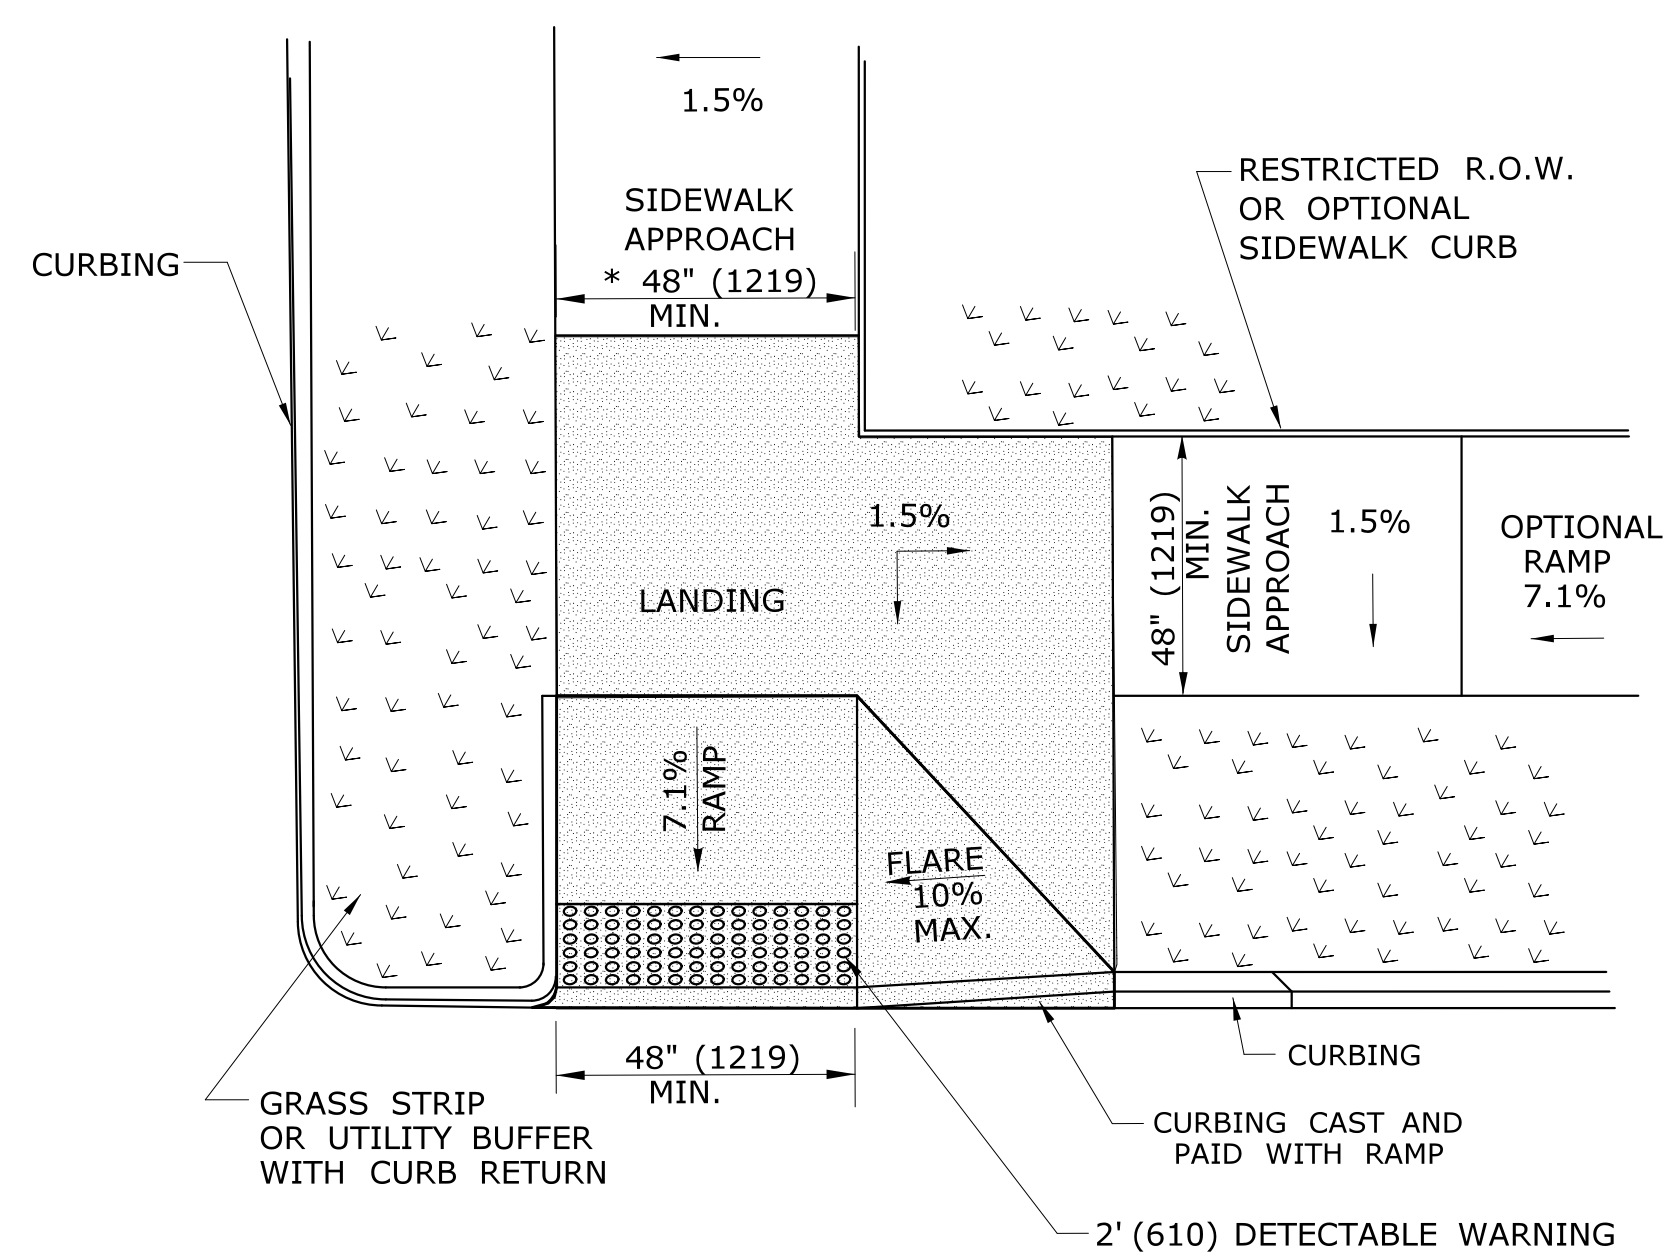 1.5%
SIDEWALK
APPROACH
* 48" (1219)
MIN.
RESTRICTED R.O.W.
OR OPTIONAL
SIDEWALK CURB
CURBING
1.5%
LANDING
48" (1219)
MIN.
SIDEWALK
APPROACH
1.5%
OPTIONAL
RAMP
7.1%
7.1%
RAMP
FLARE
10%
MAX.
48" (1219)
MIN.
CURBING
GRASS STRIP
OR UTILITY BUFFER
WITH CURB RETURN
CURBING CAST AND
PAID WITH RAMP
2' (610) DETECTABLE WARNING